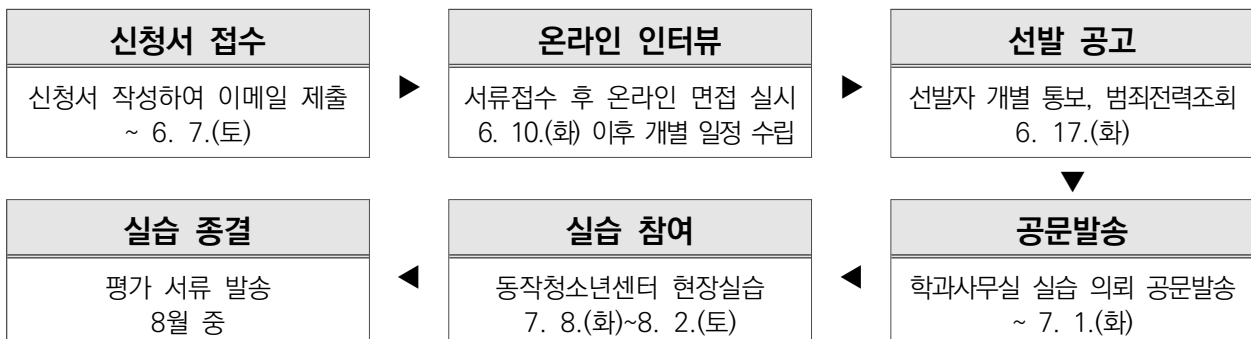 신청서 접수
신청서 작성하여 이메일 제출
~ 6. 7.(토)
▶
온라인 인터뷰
서류접수 후 온라인 면접 실시
6. 10.(화) 이후 개별 일정 수립
▶
선발 공고
선발자 개별 통보, 범죄전력조회
6. 17.(화)
▼
공문발송
학과사무실 실습 의뢰 공문발송
~ 7. 1.(화)
◀
실습 참여
동작청소년센터 현장실습
7. 8.(화)~8. 2.(토)
◀
실습 종결
평가 서류 발송
8월 중